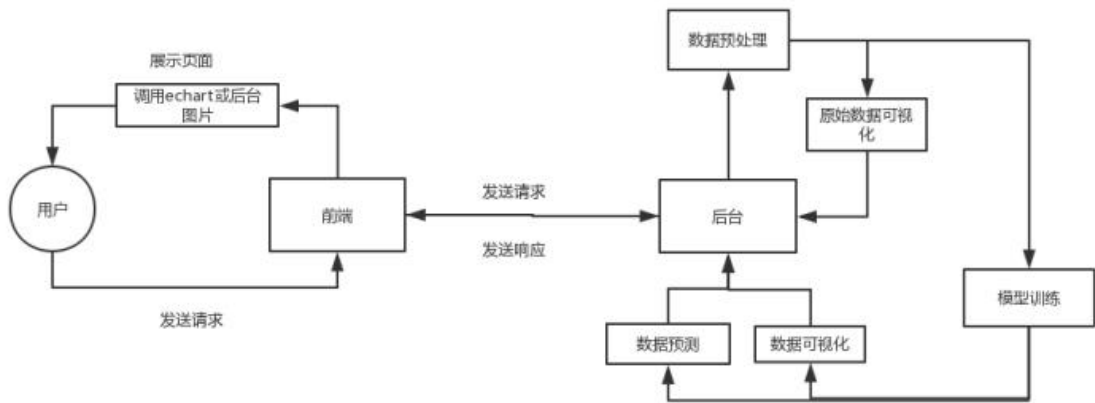 数据预处理
展示页面
调用echart或后台
图片
原始数据可视
化
用户
前端
发送请求
后台
发送响应
模型训练
发送请求
数据预测
数据可视化